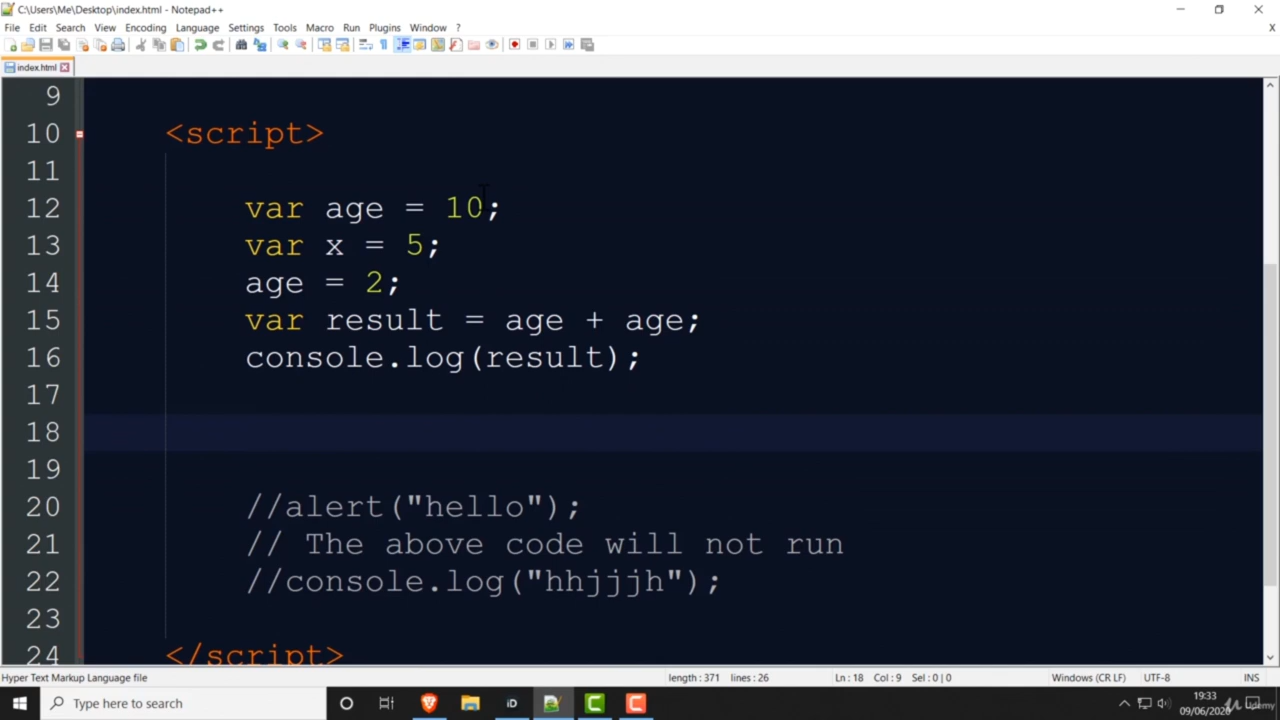 C:\Users\Me\Desktop\index.html - Notepad++
File Edit Search View Encoding Language Settings Tools Macro Run Plugins Window ?
X
index.html
9
10 <script>
11
12 var age = 10;
13 var x = 5;
14 age = 2;
15 var result = age + age;
16 console.log(result);
17
18
19
20 //alert("hello");
21 // The above code will not run
22 //console.log("hhjjjh");
23
24 </script>
Hyper Text Markup Language file length : 371 lines : 26 Ln : 18 Col : 9 Sel : 0 | 0 Windows (CR LF) UTF-8 INS
Type here to search iD 19:33
09/06/2020
Udemy